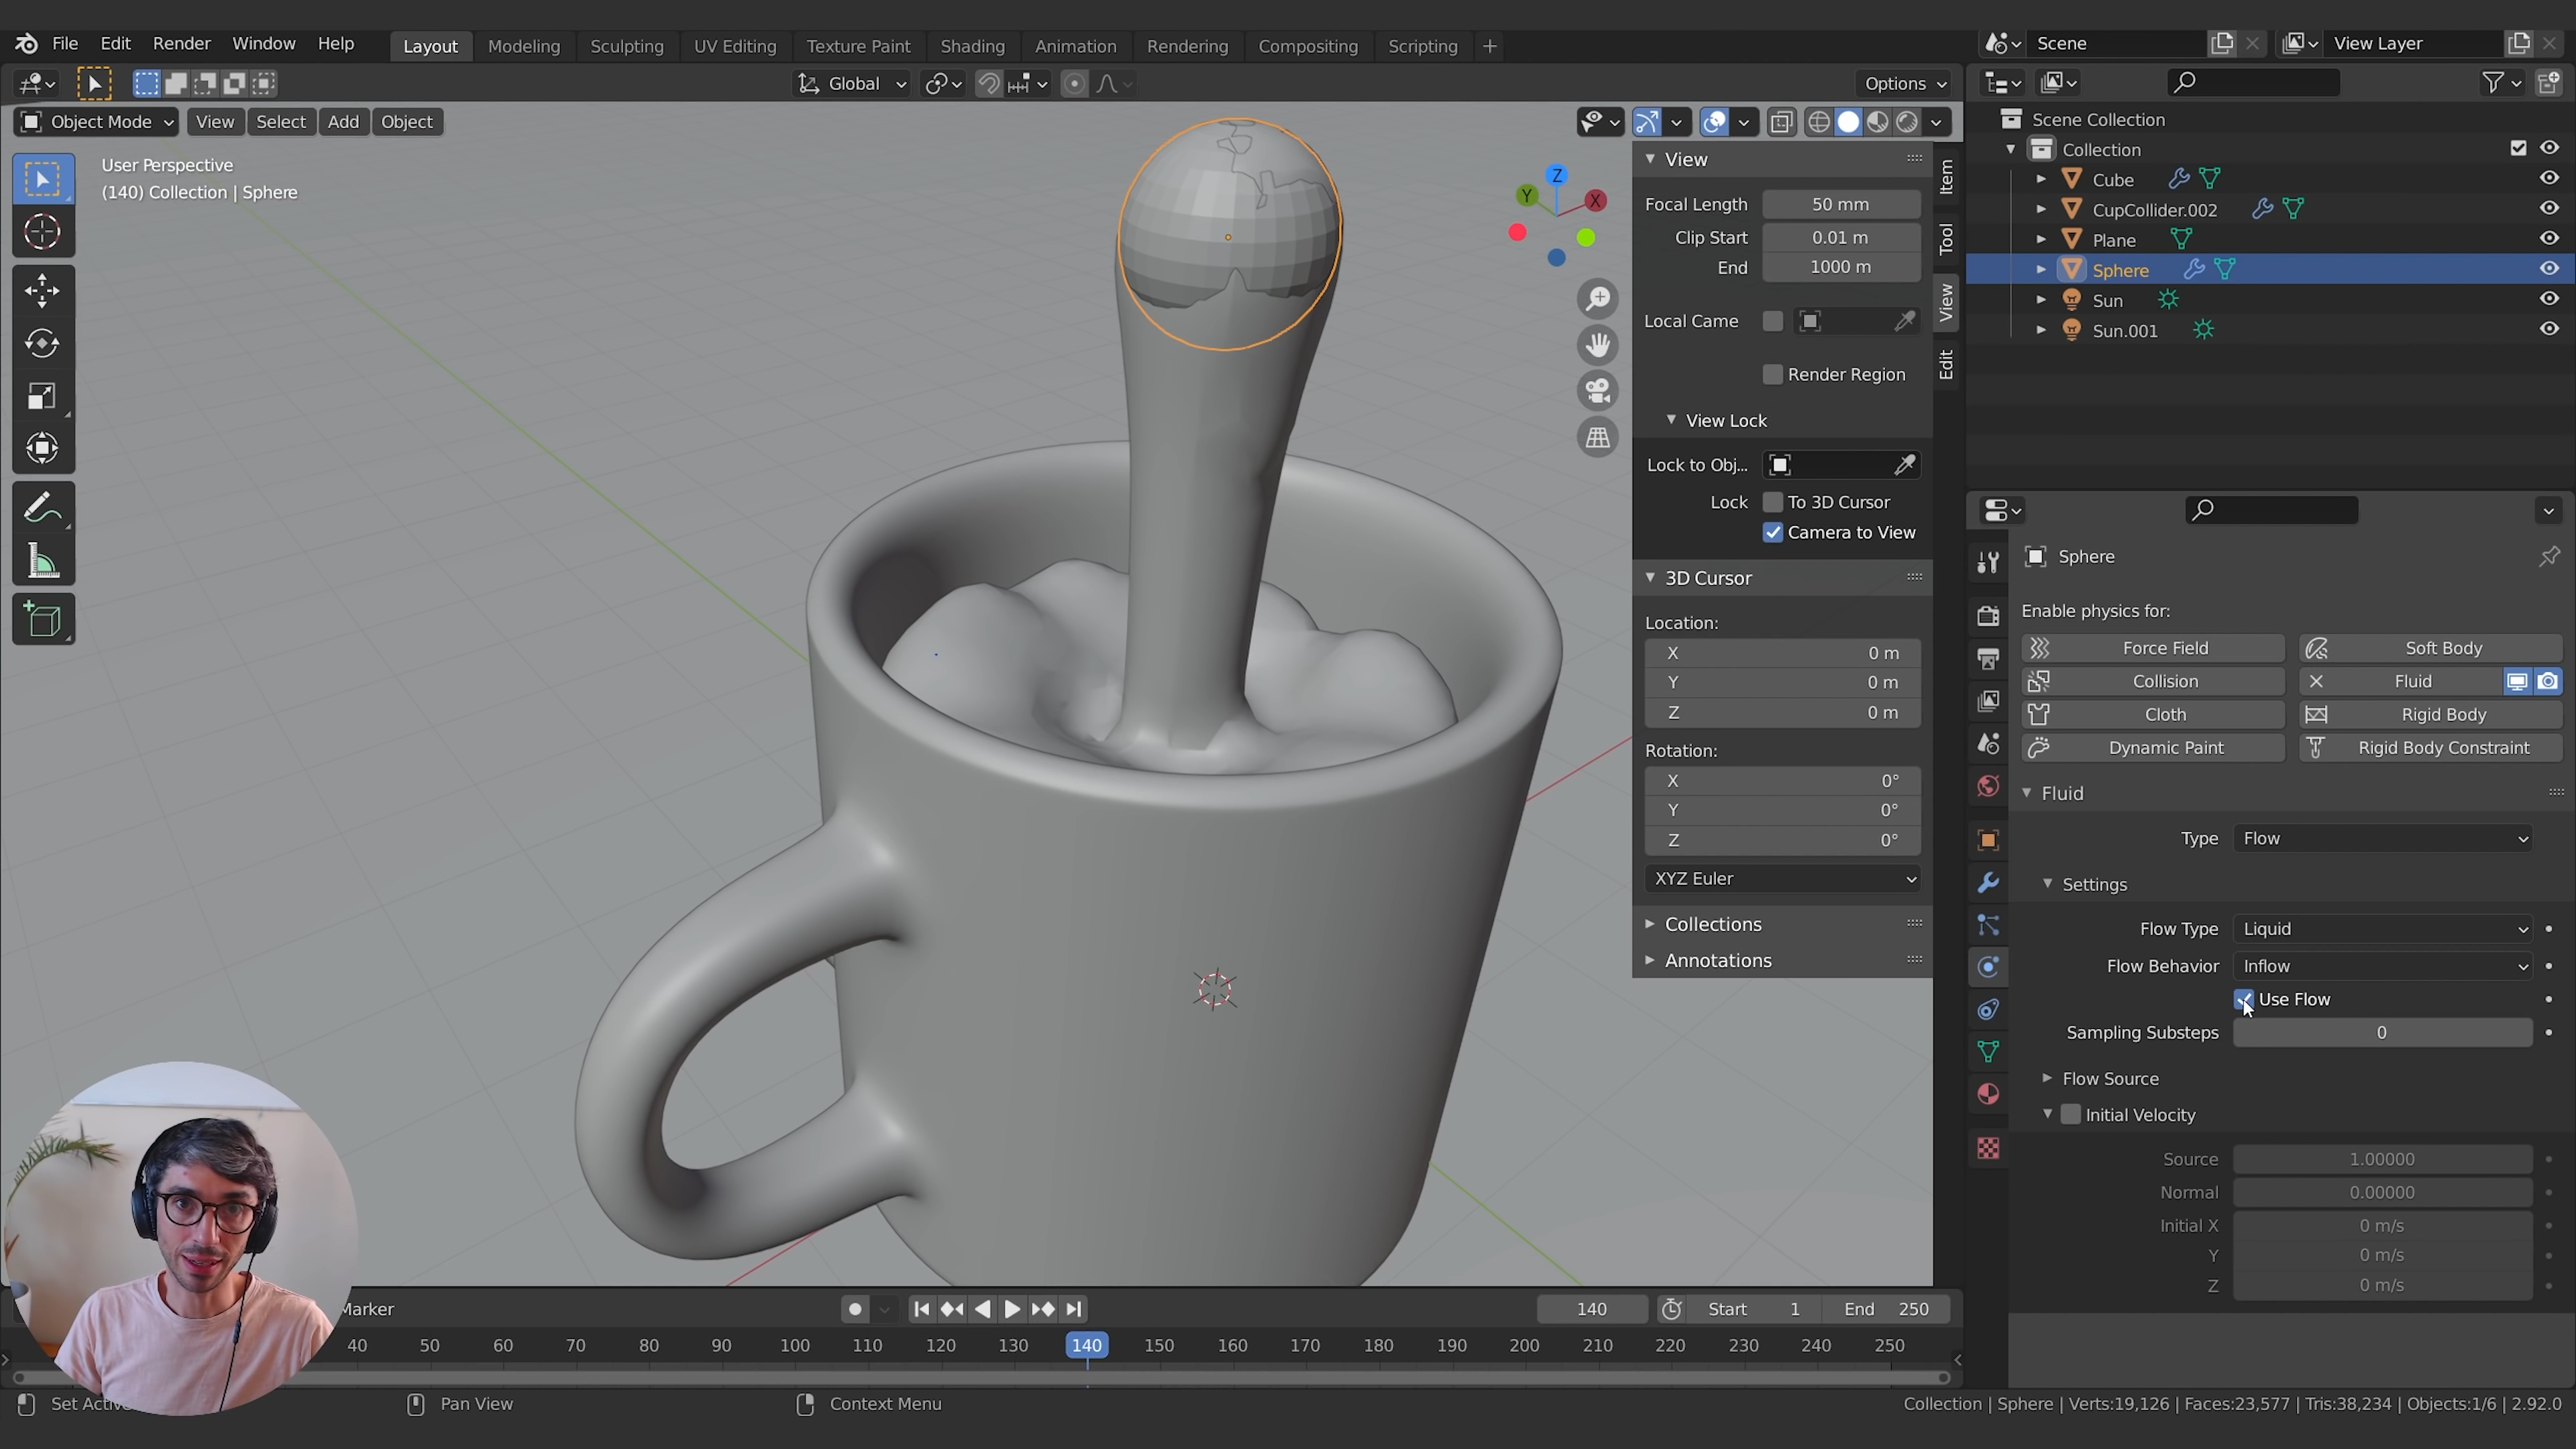 File Edit Render Window Help Layout Modeling Sculpting UV Editing Texture Paint Shading Animation Rendering Compositing Scripting + Scene View Layer
Global Options
Object Mode View Select Add Object
User Perspective
(140) Collection | Sphere
Z
Y
X
View
Focal Length 50 mm
Clip Start 0.01 m
End 1000 m
Local Came
Render Region
View Lock
Lock to Obj...
Lock To 3D Cursor
Camera to View
3D Cursor
Location:
X 0 m
Y 0 m
Z 0 m
Rotation:
X 0°
Y 0°
Z 0°
XYZ Euler
Collections
Annotations
Item
Tool
View
Edit
Scene Collection
Collection
Cube
CupCollider.002
Plane
Sphere
Sun
Sun.001
Sphere
Enable physics for:
Force Field Soft Body
Collision Fluid
Cloth Rigid Body
Dynamic Paint Rigid Body Constraint
Fluid
Type Flow
Settings
Flow Type Liquid
Flow Behavior Inflow
Use Flow
Sampling Substeps 0
Flow Source
Initial Velocity
Source 1.00000
Normal 0.00000
Initial X 0 m/s
Y 0 m/s
Z 0 m/s
Marker 140 Start 1 End 250
40 50 60 70 80 90 100 110 120 130 140 150 160 170 180 190 200 210 220 230 240 250
Set Pan View Context Menu Collection | Sphere | Verts:19,126 | Faces:23,577 | Tris:38,234 | Objects:1/6 | 2.92.0